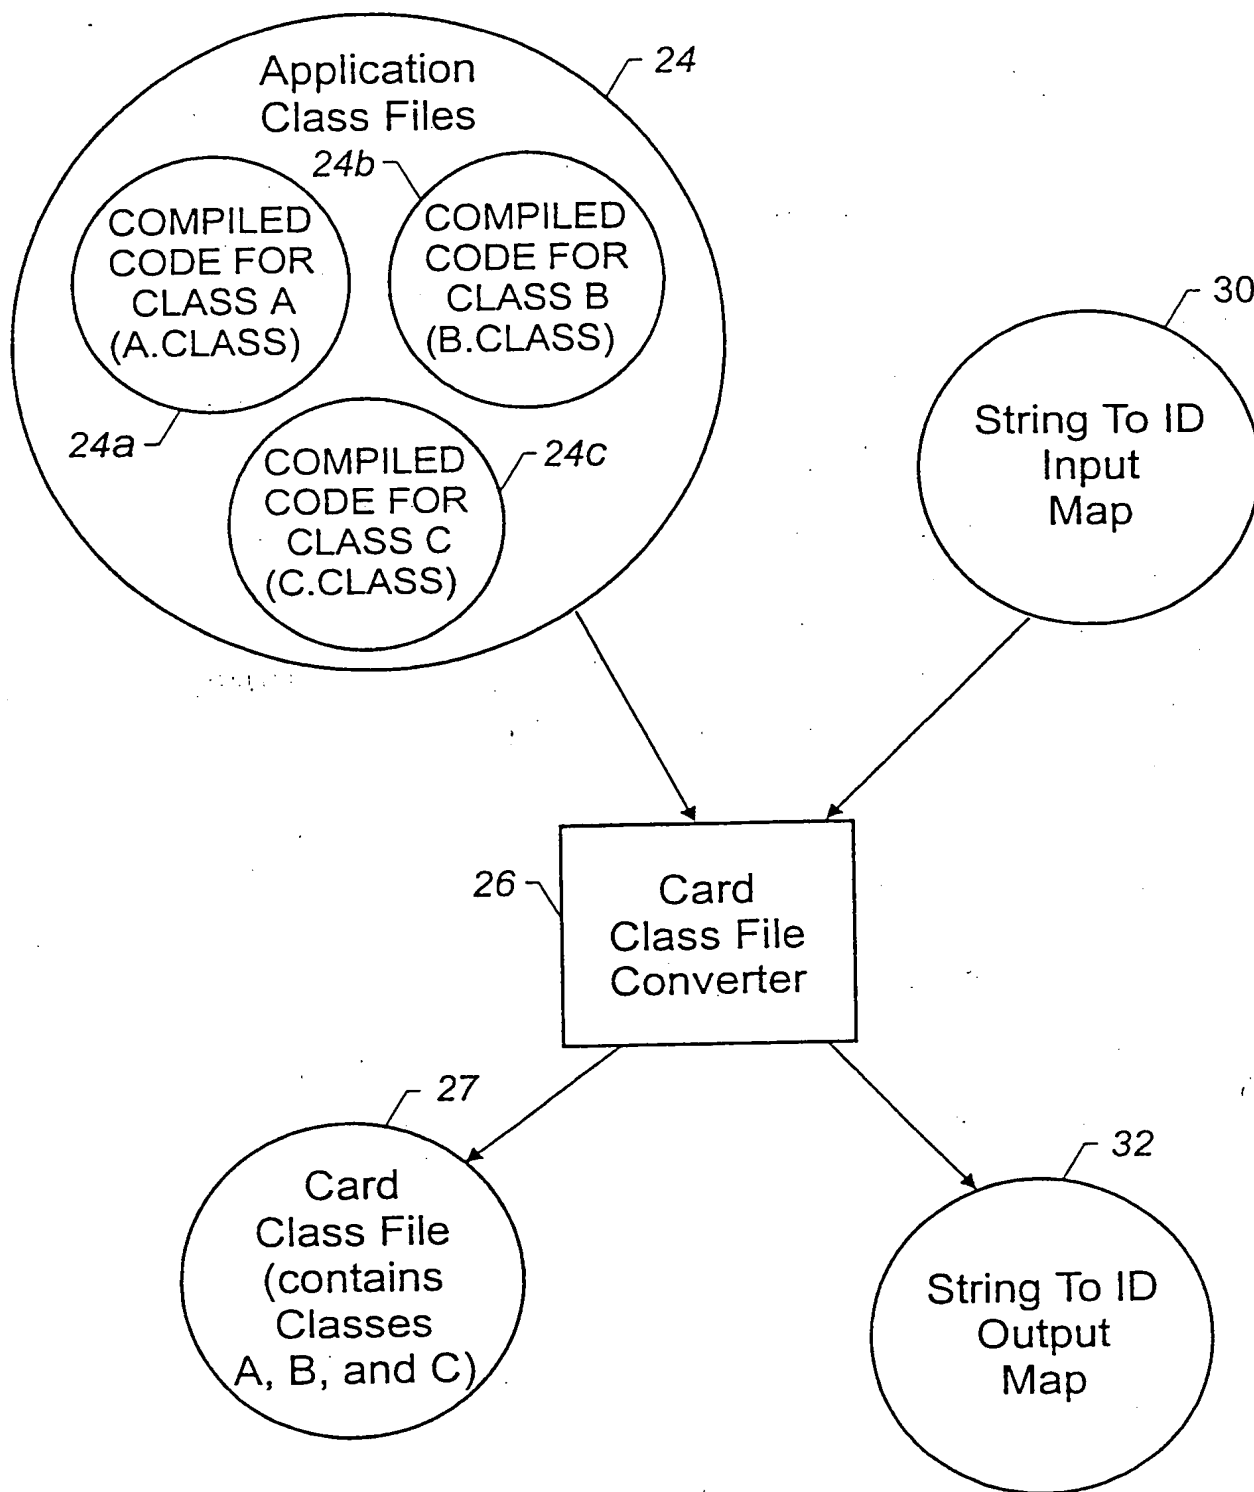 Application
Class Files
24
24b
COMPILED
CODE FOR
CLASS A
(A.CLASS)
COMPILED
CODE FOR
CLASS B
(B.CLASS)
24a
COMPILED
CODE FOR
CLASS C
(C.CLASS)
24c
30
String To ID
Input
Map
26
Card
Class File
Converter
27
Card
Class File
(contains
Classes
A, B, and C)
32
String To ID
Output
Map